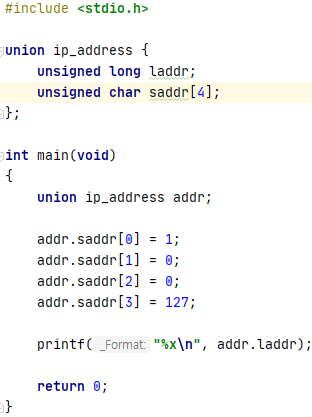 #include <stdio.h>
union ip_address {
unsigned long laddr;
unsigned char saddr[4];
};
int main(void)
{
union ip_address addr;
addr.saddr[0] = 1;
addr.saddr[1] = 0;
addr.saddr[2] = 0;
addr.saddr[3] = 127;
printf( _Format: "%x\n", addr.laddr);
return 0;
}